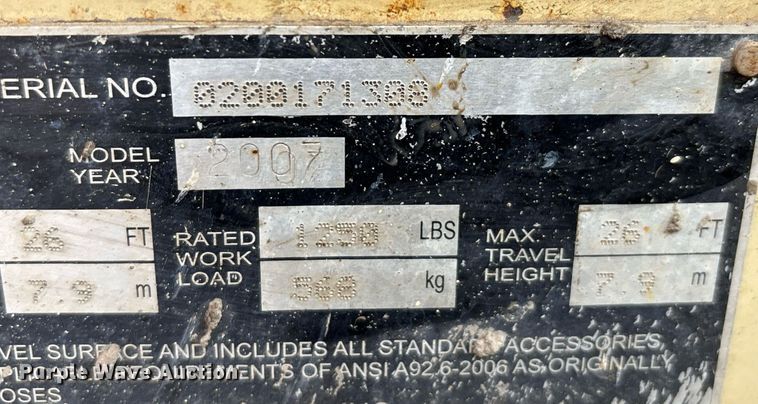 ERIAL NO.
0200171300
MODEL YEAR 2007
26 FT
7.9 m
RATED WORK LOAD
1250 LBS
kg
MAX. TRAVEL HEIGHT
26 FT
7.9 m
VEL SURFACE AND INCLUDES ALL STANDARD ACCESSORIES,
REQUIREMENTS OF ANSI A92.6-2006 AS ORIGINALLY
OSES
Purple Wave Auction